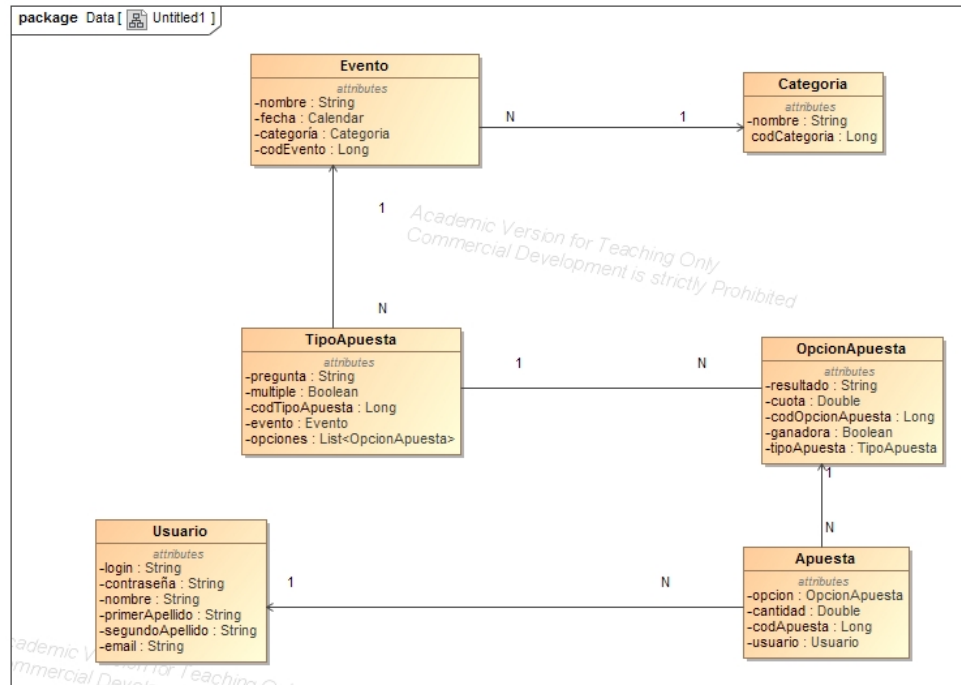 package Data [ Untitled1 ]
Evento
attributes
-nombre : String
-fecha : Calendar
-categoría : Categoria
-codEvento : Long
N
1
Categoria
attributes
-nombre : String
codCategoria : Long
1
N
Academic Version for Teaching Only
Commercial Development is strictly Prohibited
TipoApuesta
attributes
-pregunta : String
-multiple : Boolean
-codTipoApuesta : Long
-evento : Evento
-opciones : List<OpcionApuesta>
1
N
OpcionApuesta
attributes
-resultado : String
-cuota : Double
-codOpcionApuesta : Long
-ganadora : Boolean
-tipoApuesta : TipoApuesta
1
N
Usuario
attributes
-login : String
-contraseña : String
-nombre : String
-primerApellido : String
-segundoApellido : String
-email : String
1
N
Apuesta
attributes
-opcion : OpcionApuesta
-cantidad : Double
-codApuesta : Long
-usuario : Usuario
for Teaching